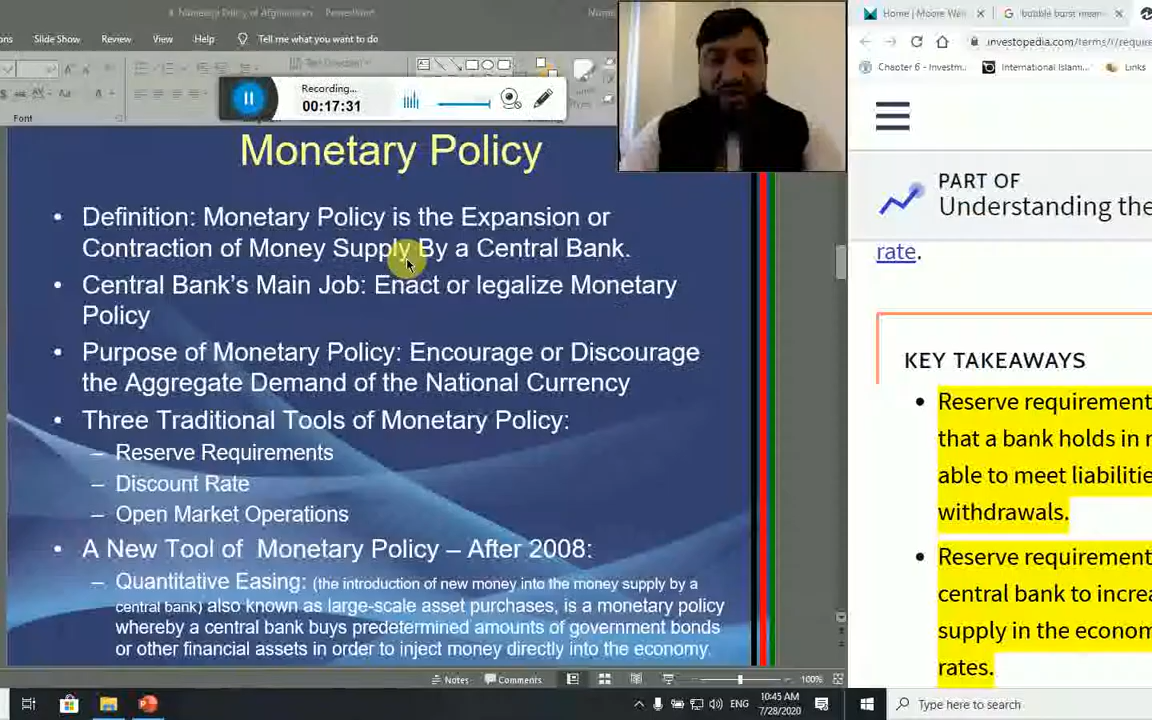 4 Monetary Policy of Afghanistan - PowerPoint
Slide Show Review View Help Tell me what you want to do
Recording...
00:17:31
Font
Monetary Policy
• Definition: Monetary Policy is the Expansion or
Contraction of Money Supply By a Central Bank.
• Central Bank's Main Job: Enact or legalize Monetary
Policy
• Purpose of Monetary Policy: Encourage or Discourage
the Aggregate Demand of the National Currency
• Three Traditional Tools of Monetary Policy:
– Reserve Requirements
– Discount Rate
– Open Market Operations
• A New Tool of Monetary Policy – After 2008:
– Quantitative Easing: (the introduction of new money into the money supply by a
central bank) also known as large-scale asset purchases, is a monetary policy
whereby a central bank buys predetermined amounts of government bonds
or other financial assets in order to inject money directly into the economy.
Notes Comments 100%
ENG 10:45 AM
7/28/2020
Home | Moore Wel bubble burst mean
investopedia.com/terms/r/require
Chapter 6 - Investm... International Islami... Links
PART OF
Understanding the
rate.
KEY TAKEAWAYS
• Reserve requirement
that a bank holds in r
able to meet liabilitie
withdrawals.
• Reserve requirement
central bank to increa
supply in the econom
rates.
Type here to search